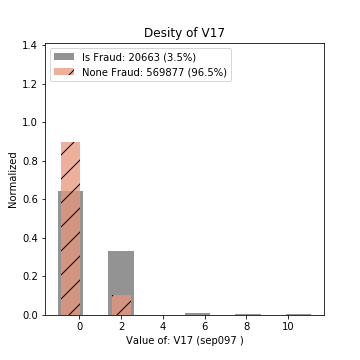 Desity of V17
Is Fraud: 20663 (3.5%)
None Fraud: 569877 (96.5%)
Normalized
1.4
1.2
1.0
0.8
0.6
0.4
0.2
0.0
0 2 4 6 8 10
Value of: V17 (sep097 )